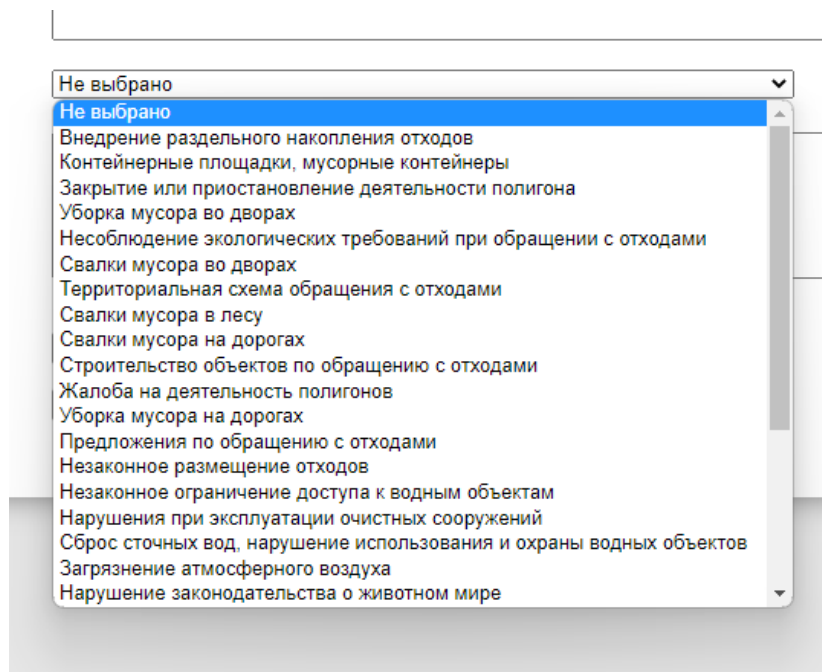 Не выбрано
Не выбрано
Внедрение раздельного накопления отходов
Контейнерные площадки, мусорные контейнеры
Закрытие или приостановление деятельности полигона
Уборка мусора во дворах
Несоблюдение экологических требований при обращении с отходами
Свалки мусора во дворах
Территориальная схема обращения с отходами
Свалки мусора в лесу
Свалки мусора на дорогах
Строительство объектов по обращению с отходами
Жалоба на деятельность полигонов
Уборка мусора на дорогах
Предложения по обращению с отходами
Незаконное размещение отходов
Незаконное ограничение доступа к водным объектам
Нарушения при эксплуатации очистных сооружений
Сброс сточных вод, нарушение использования и охраны водных объектов
Загрязнение атмосферного воздуха
Нарушение законодательства о животном мире